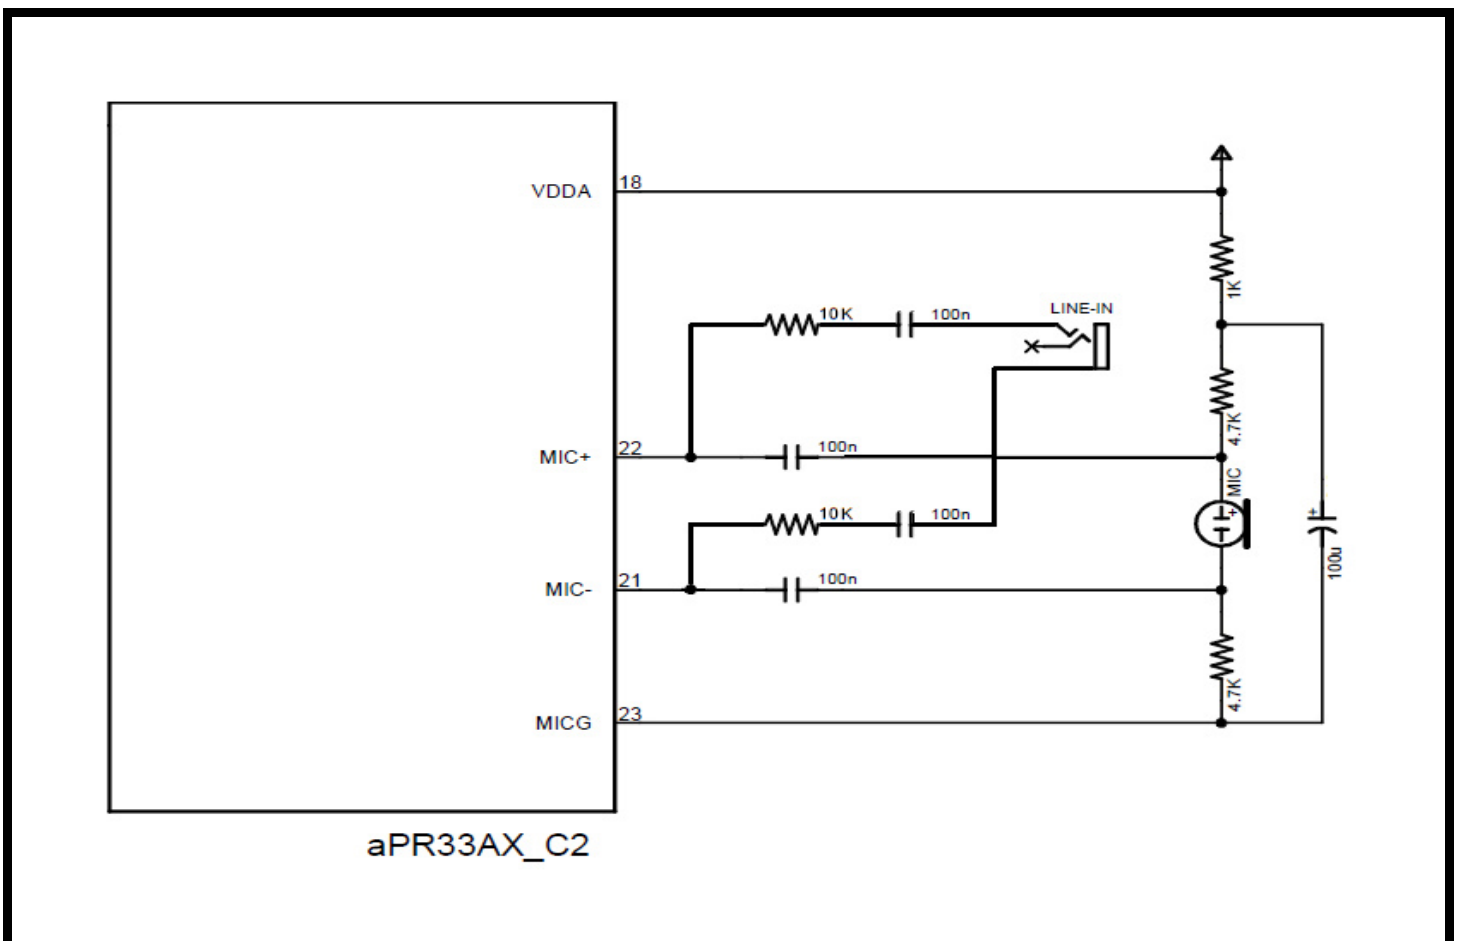 VDDA 18
1K
10K 100n LINE-IN
4.7K
MIC+ 22 100n
MIC
+
10K 100n
+
100u
MIC- 21 100n
4.7K
MICG 23
aPR33AX_C2